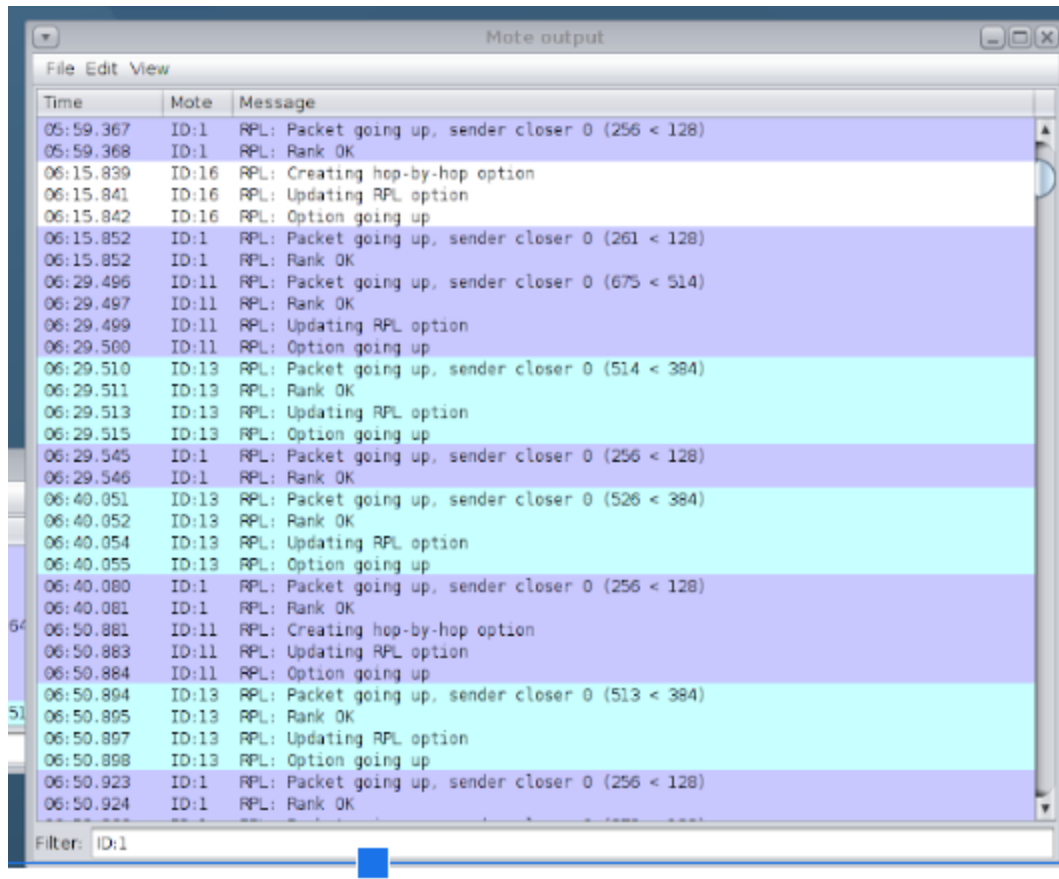 Mote output
File Edit View
Time Mote Message
05:59.367 ID:1 RPL: Packet going up, sender closer 0 (256 < 128)
05:59.368 ID:1 RPL: Rank OK
06:15.839 ID:16 RPL: Creating hop-by-hop option
06:15.841 ID:16 RPL: Updating RPL option
06:15.842 ID:16 RPL: Option going up
06:15.852 ID:1 RPL: Packet going up, sender closer 0 (261 < 128)
06:15.852 ID:1 RPL: Rank OK
06:29.496 ID:11 RPL: Packet going up, sender closer 0 (675 < 514)
06:29.497 ID:11 RPL: Rank OK
06:29.499 ID:11 RPL: Updating RPL option
06:29.500 ID:11 RPL: Option going up
06:29.510 ID:13 RPL: Packet going up, sender closer 0 (514 < 384)
06:29.511 ID:13 RPL: Rank OK
06:29.513 ID:13 RPL: Updating RPL option
06:29.515 ID:13 RPL: Option going up
06:29.545 ID:1 RPL: Packet going up, sender closer 0 (256 < 128)
06:29.546 ID:1 RPL: Rank OK
06:40.051 ID:13 RPL: Packet going up, sender closer 0 (526 < 384)
06:40.052 ID:13 RPL: Rank OK
06:40.054 ID:13 RPL: Updating RPL option
06:40.055 ID:13 RPL: Option going up
06:40.080 ID:1 RPL: Packet going up, sender closer 0 (256 < 128)
06:40.081 ID:1 RPL: Rank OK
64
06:50.881 ID:11 RPL: Creating hop-by-hop option
06:50.883 ID:11 RPL: Updating RPL option
06:50.884 ID:11 RPL: Option going up
06:50.894 ID:13 RPL: Packet going up, sender closer 0 (513 < 384)
51
06:50.895 ID:13 RPL: Rank OK
06:50.897 ID:13 RPL: Updating RPL option
06:50.898 ID:13 RPL: Option going up
06:50.923 ID:1 RPL: Packet going up, sender closer 0 (256 < 128)
06:50.924 ID:1 RPL: Rank OK
Filter: ID:1